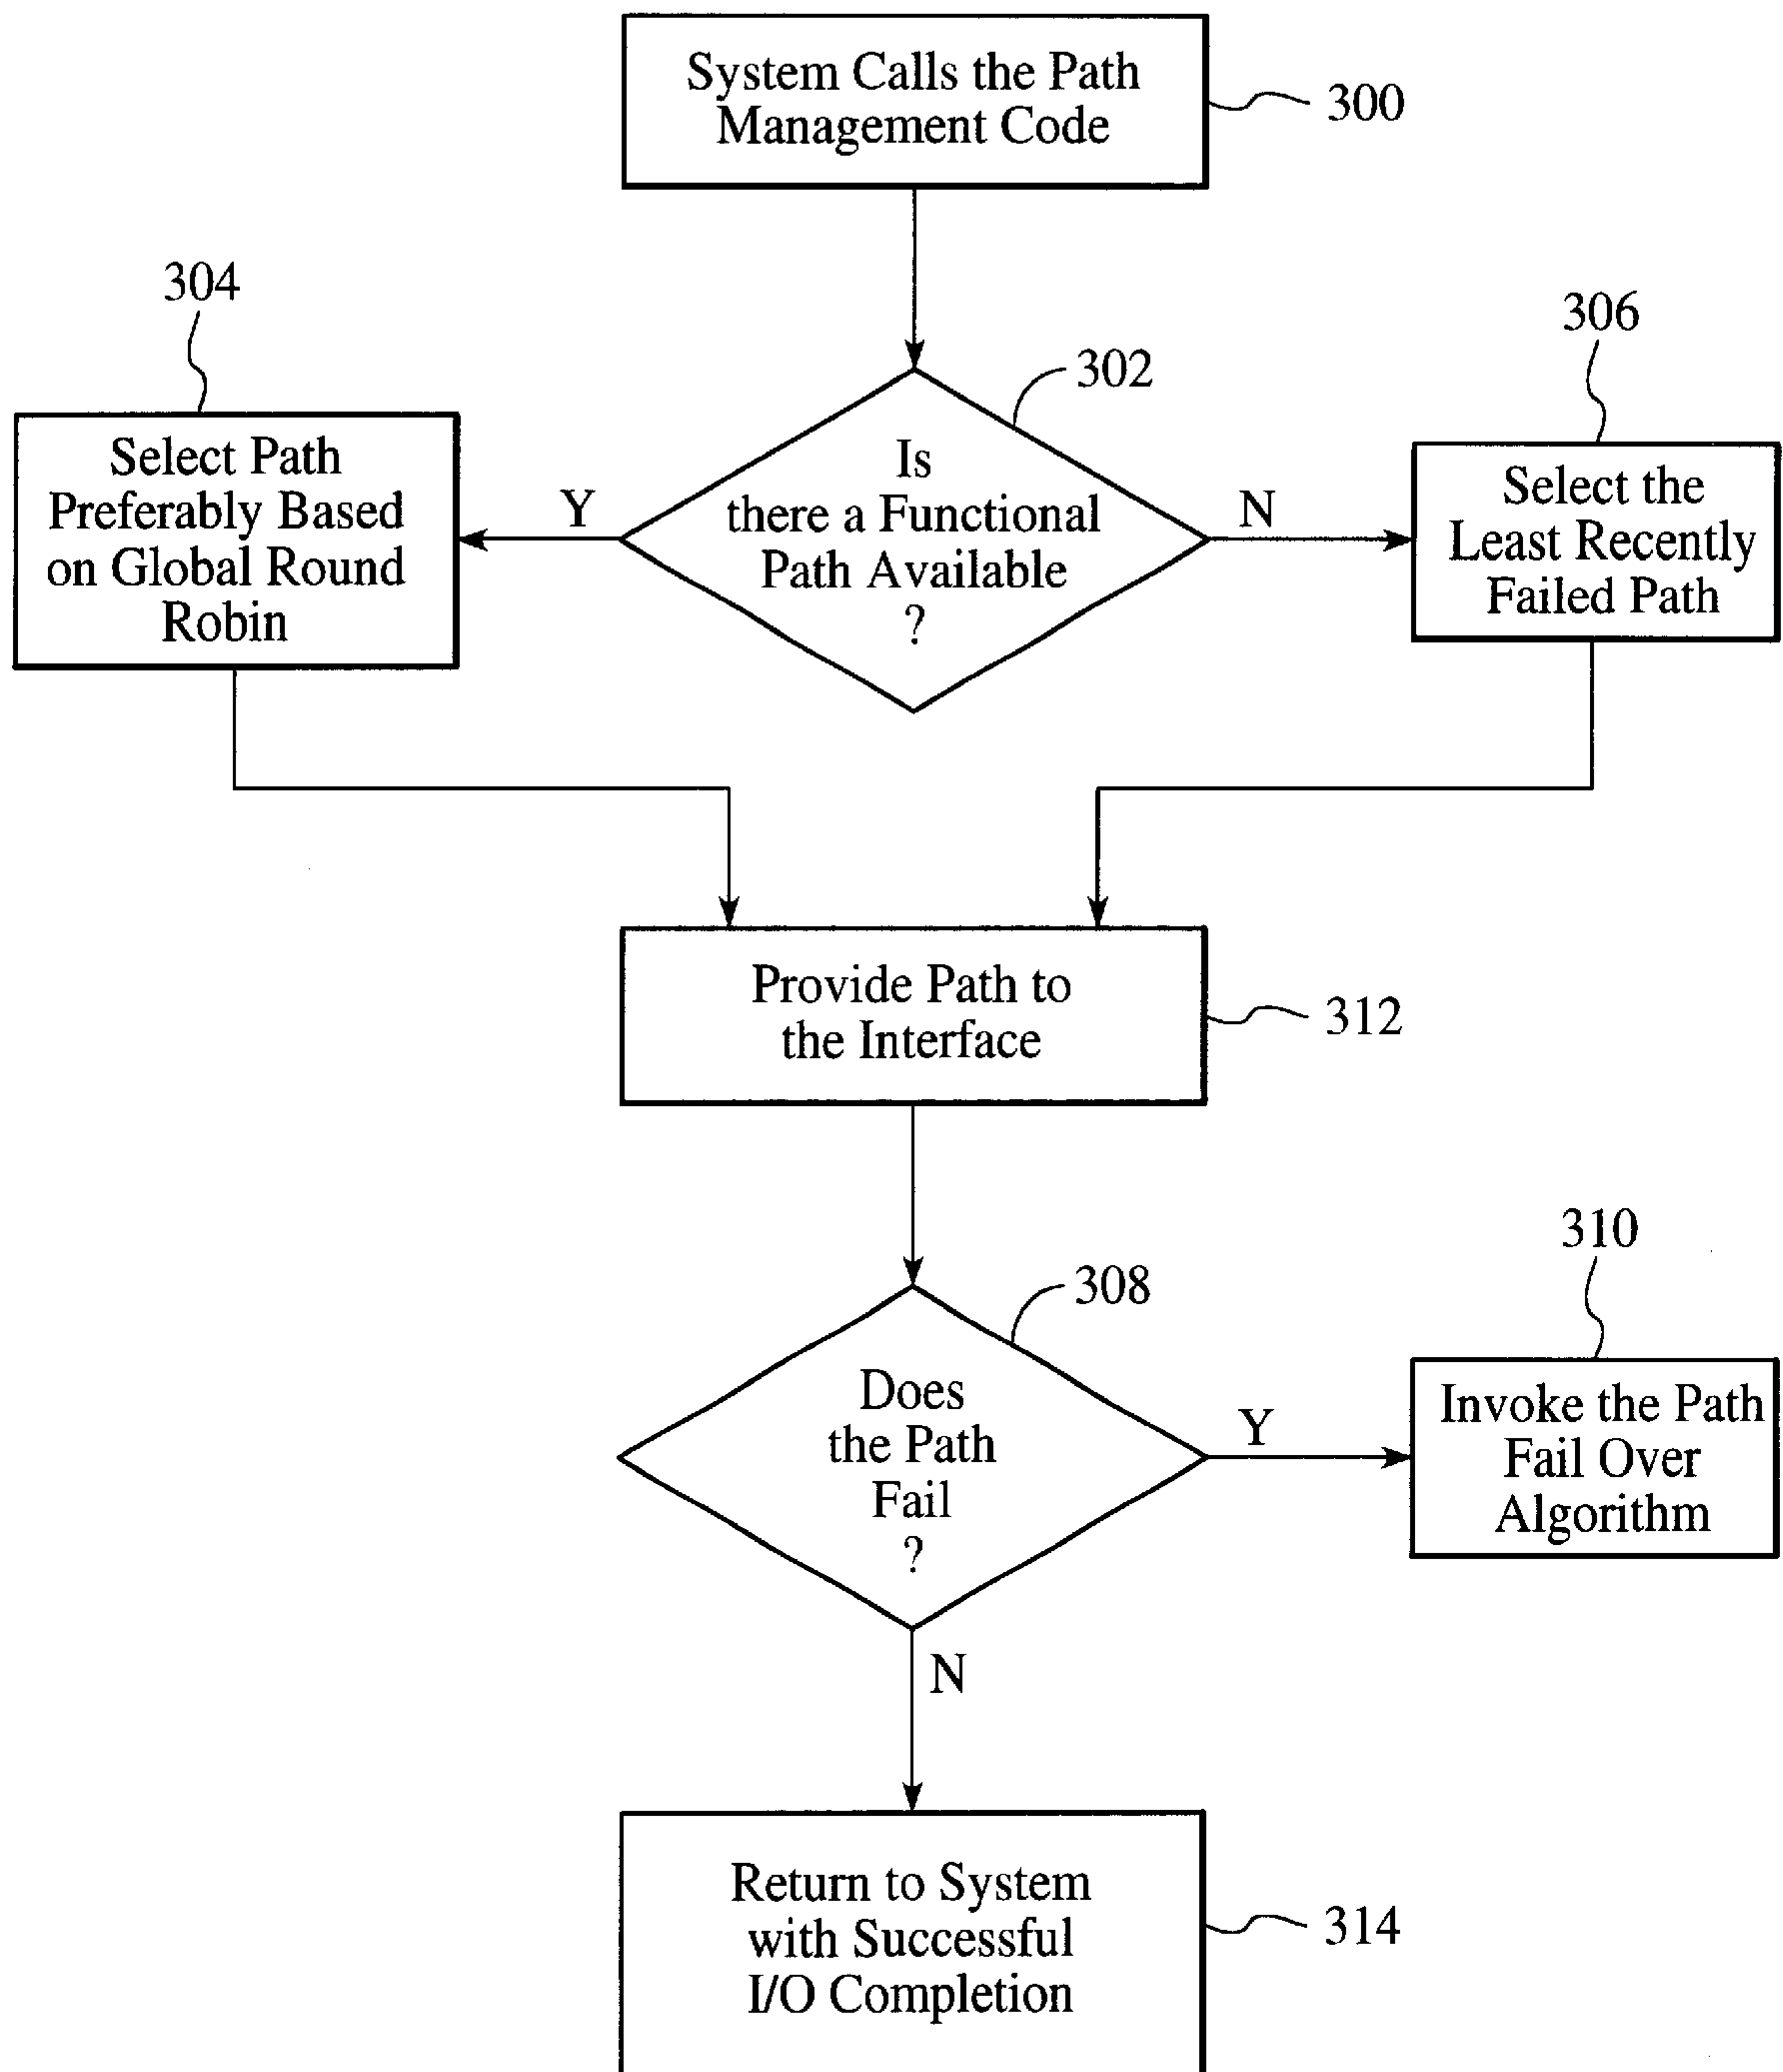 System Calls the Path
Management Code
300
304
306
302
Select Path
Preferably Based
on Global Round
Robin
Y
Is
there a Functional
Path Available
?
N
Select the
Least Recently
Failed Path
Provide Path to
the Interface
312
310
308
Does
the Path
Fail
?
Y
Invoke the Path
Fail Over
Algorithm
N
Return to System
with Successful
I/O Completion
314